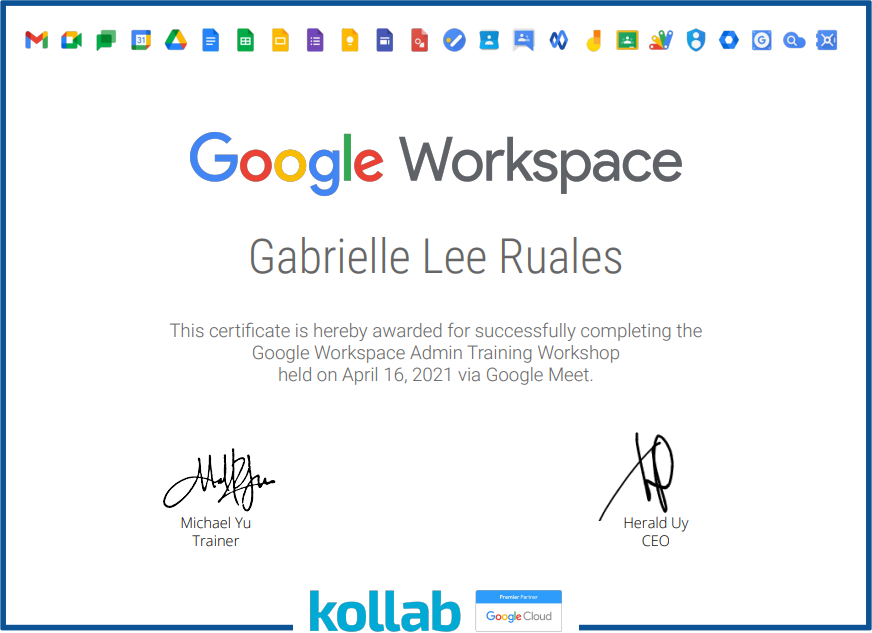 31
Google Workspace
Gabrielle Lee Ruales
This certificate is hereby awarded for successfully completing the
Google Workspace Admin Training Workshop
held on April 16, 2021 via Google Meet.
Michael Yu
Trainer
Herald Uy
CEO
kollab
Premier Partner
Google Cloud